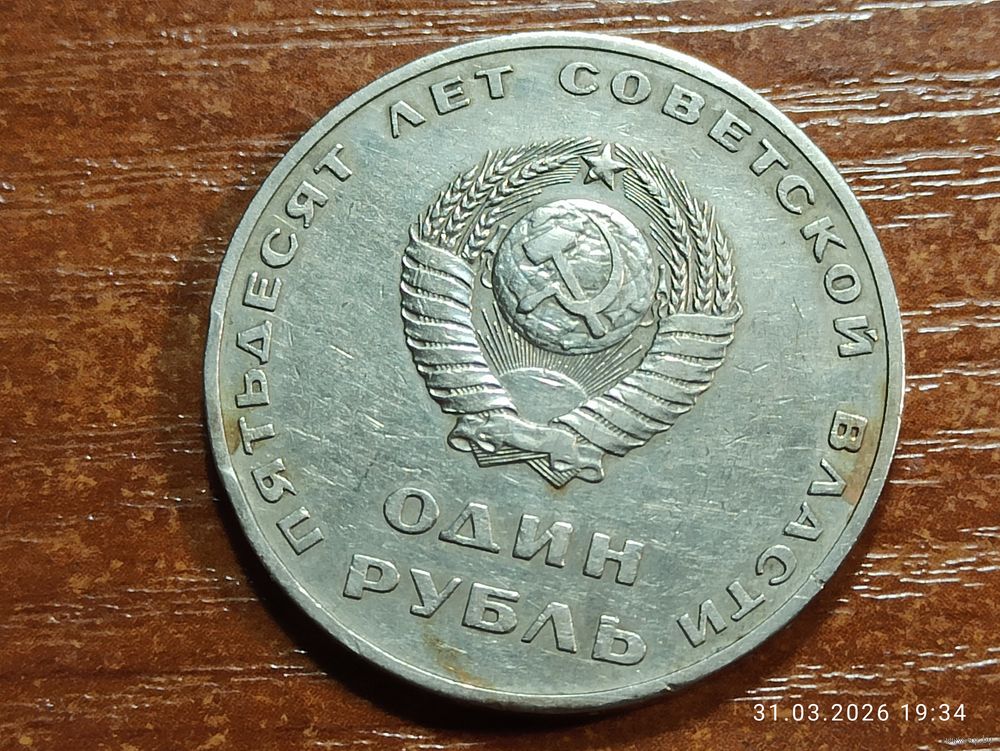 ПЯТЬДЕСЯТ ЛЕТ СОВЕТСКОЙ ВЛАСТИ
ОДИН
РУБЛЬ
31.03.2026 19:34